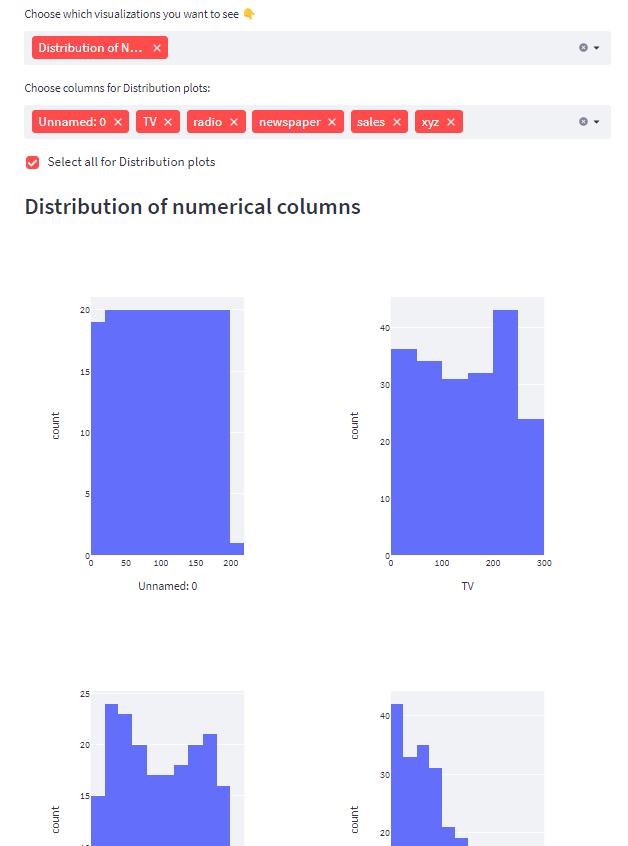 Choose which visualizations you want to see 👇
Distribution of N...
Choose columns for Distribution plots:
Unnamed: 0 TV radio newspaper sales xyz
Select all for Distribution plots
Distribution of numerical columns
20
15
10
5
0
count
0 50 100 150 200
Unnamed: 0
40
30
20
10
0
count
0 100 200 300
TV
25
20
15
count
40
30
20
count